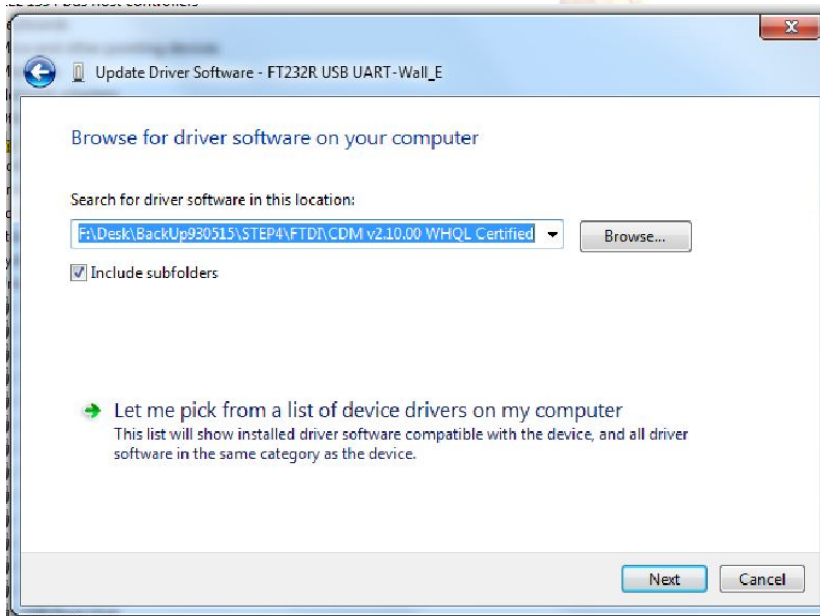 Update Driver Software - FT232R USB UART-Wall_E
Browse for driver software on your computer
Search for driver software in this location:
F:\Desk\BackUp930515\STEP4\FTDI\CDM v2.10.00 WHQL Certified
Browse...
Include subfolders
Let me pick from a list of device drivers on my computer
This list will show installed driver software compatible with the device, and all driver
software in the same category as the device.
Next
Cancel